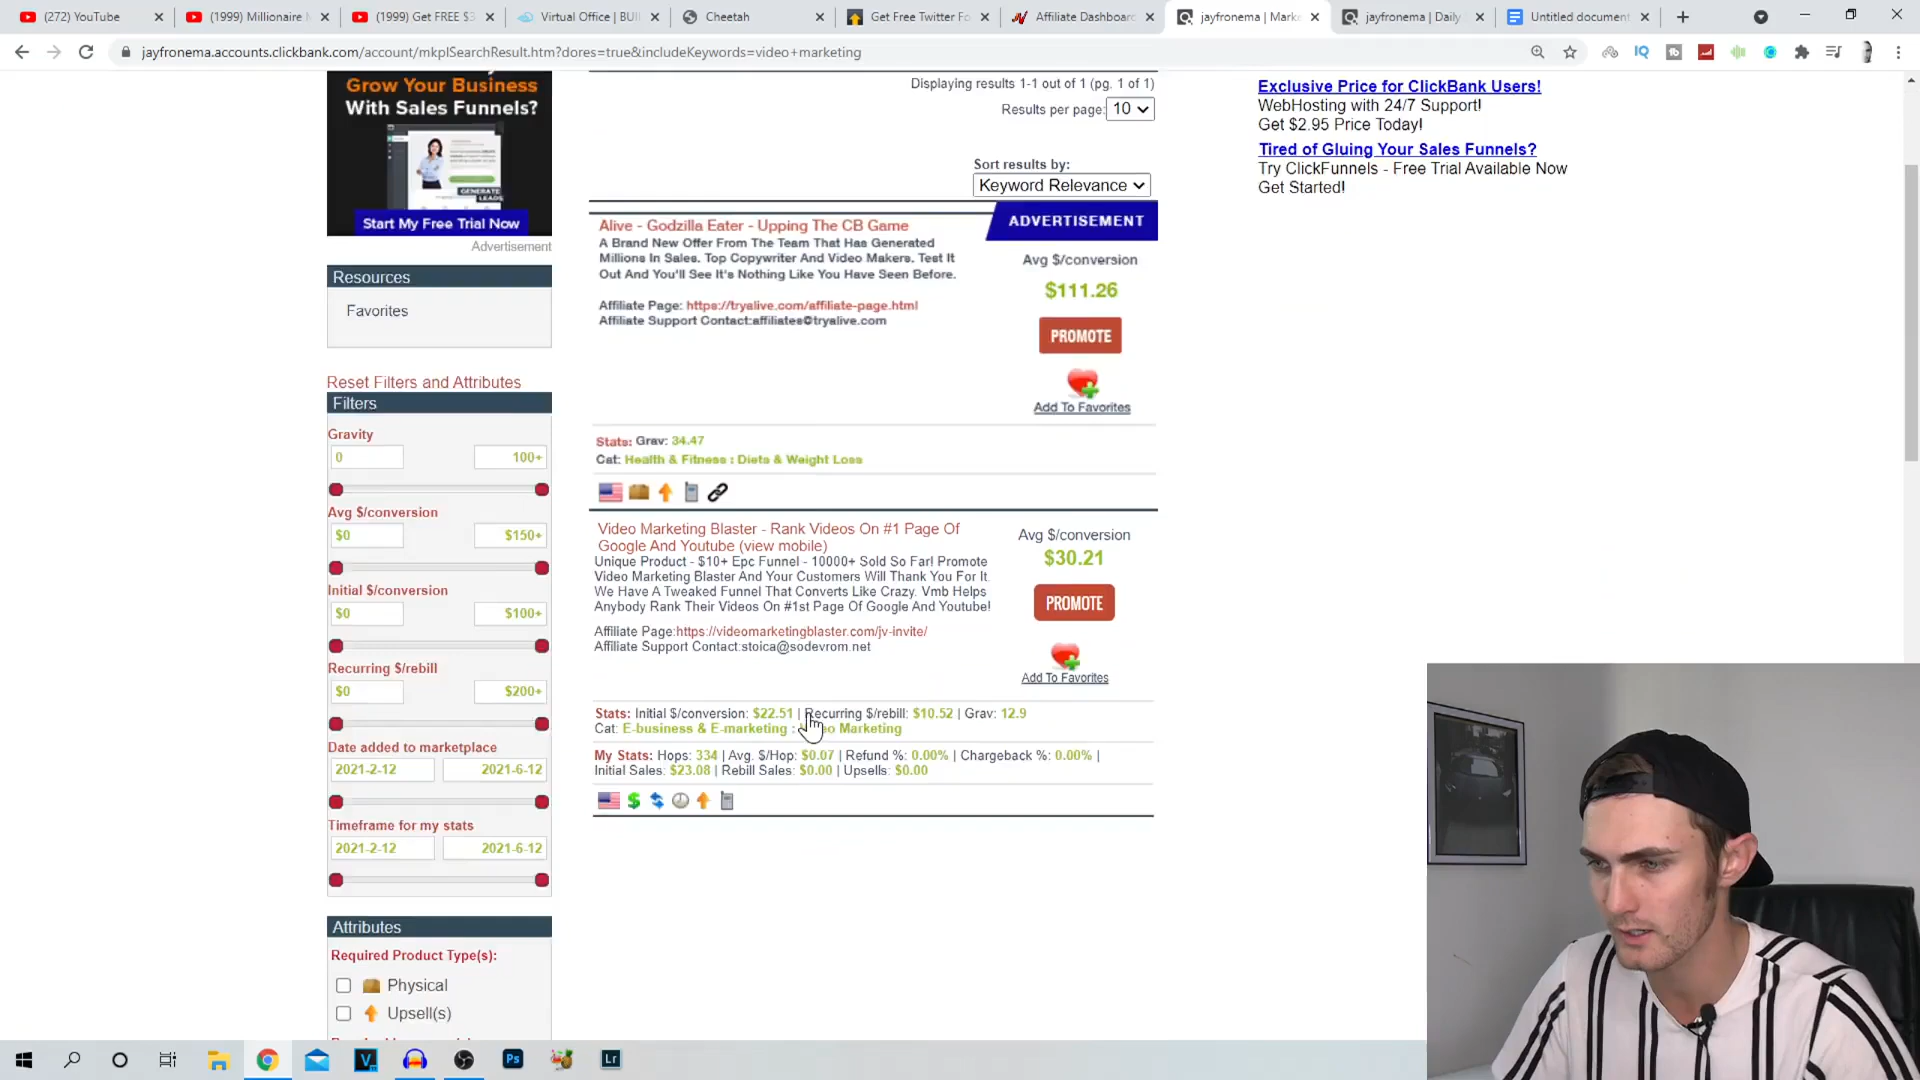 (272) YouTube
(1999) Millionaire
(1999) Get FREE $3
Virtual Office | BUI
Cheetah
Get Free Twitter Fo
Affiliate Dashboar
jayfronema | Mark
jayfronema | Daily
Untitled documen
jayfronema.accounts.clickbank.com/account/mkplSearchResult.htm?dores=true&includeKeywords=video+marketing
Grow Your Business
With Sales Funnels?
GENERATE
LEADS
Start My Free Trial Now
Advertisement
Resources
Favorites
Reset Filters and Attributes
Filters
Gravity
0 100+
Avg $/conversion
$0 $150+
Initial $/conversion
$0 $100+
Recurring $/rebill
$0 $200+
Date added to marketplace
2021-2-12 2021-6-12
Timeframe for my stats
2021-2-12 2021-6-12
Attributes
Required Product Type(s):
Physical
Upsell(s)
Displaying results 1-1 out of 1 (pg. 1 of 1)
Results per page: 10
Sort results by:
Keyword Relevance
ADVERTISEMENT
Alive - Godzilla Eater - Upping The CB Game
A Brand New Offer From The Team That Has Generated
Millions In Sales. Top Copywriter And Video Makers. Test It
Out And You'll See It's Nothing Like You Have Seen Before.
Affiliate Page: https://tryalive.com/affiliate-page.html
Affiliate Support Contact:affiliates@tryalive.com
Avg $/conversion
$111.26
PROMOTE
Add To Favorites
Stats: Grav: 34.47
Cat: Health & Fitness : Diets & Weight Loss
Video Marketing Blaster - Rank Videos On #1 Page Of
Google And Youtube (view mobile)
Unique Product - $10+ Epc Funnel - 10000+ Sold So Far! Promote
Video Marketing Blaster And Your Customers Will Thank You For It.
We Have A Tweaked Funnel That Converts Like Crazy. Vmb Helps
Anybody Rank Their Videos On #1st Page Of Google And Youtube!
Affiliate Page:https://videomarketingblaster.com/jv-invite/
Affiliate Support Contact:stoica@sodevrom.net
Avg $/conversion
$30.21
PROMOTE
Add To Favorites
Stats: Initial $/conversion: $22.51 | Recurring $/rebill: $10.52 | Grav: 12.9
Cat: E-business & E-marketing : eo Marketing
My Stats: Hops: 334 | Avg. $/Hop: $0.07 | Refund %: 0.00% | Chargeback %: 0.00% |
Initial Sales: $23.08 | Rebill Sales: $0.00 | Upsells: $0.00
Exclusive Price for ClickBank Users!
WebHosting with 24/7 Support!
Get $2.95 Price Today!
Tired of Gluing Your Sales Funnels?
Try ClickFunnels - Free Trial Available Now
Get Started!
Ps
Lr